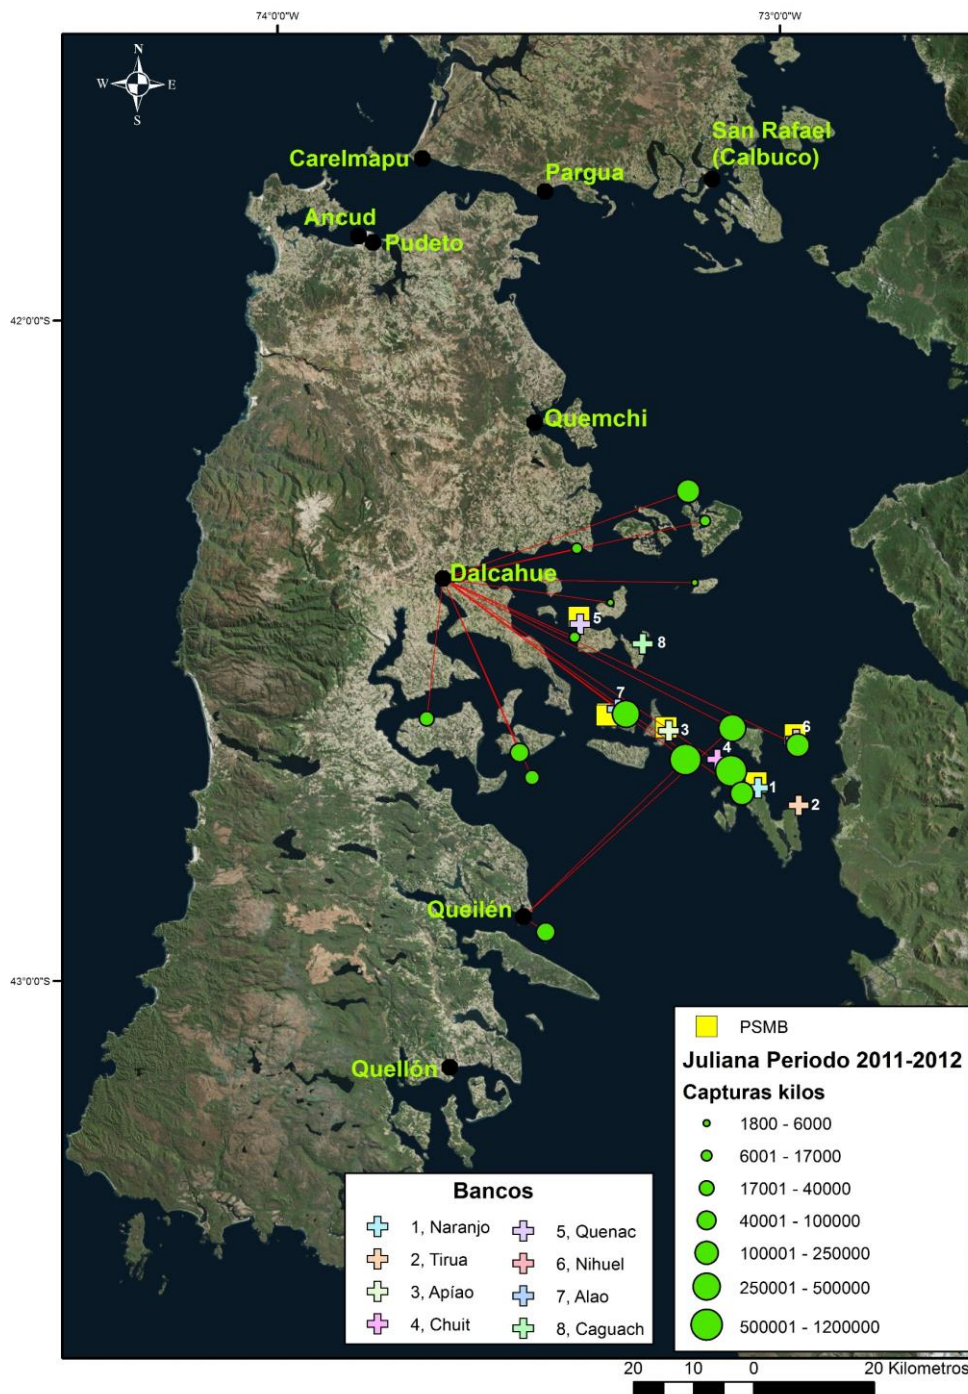 74°0'0"W
73°0'0"W
N
W
E
S
San Rafael
(Calbuco)
Carelmapu
Pargua
Ancud
Pudeto
42°0'0"S
Quemchi
Dalcahue
5
8
7
3
6
4
1
2
Queilén
43°0'0"S
Quellón
PSMB
Juliana Periodo 2011-2012
Capturas kilos
1800 - 6000
6001 - 17000
17001 - 40000
40001 - 100000
100001 - 250000
250001 - 500000
500001 - 1200000
Bancos
1, Naranjo
2, Tirua
3, Apíao
4, Chuit
5, Quenac
6, Nihuel
7, Alao
8, Caguach
20 10 0 20 Kilometros